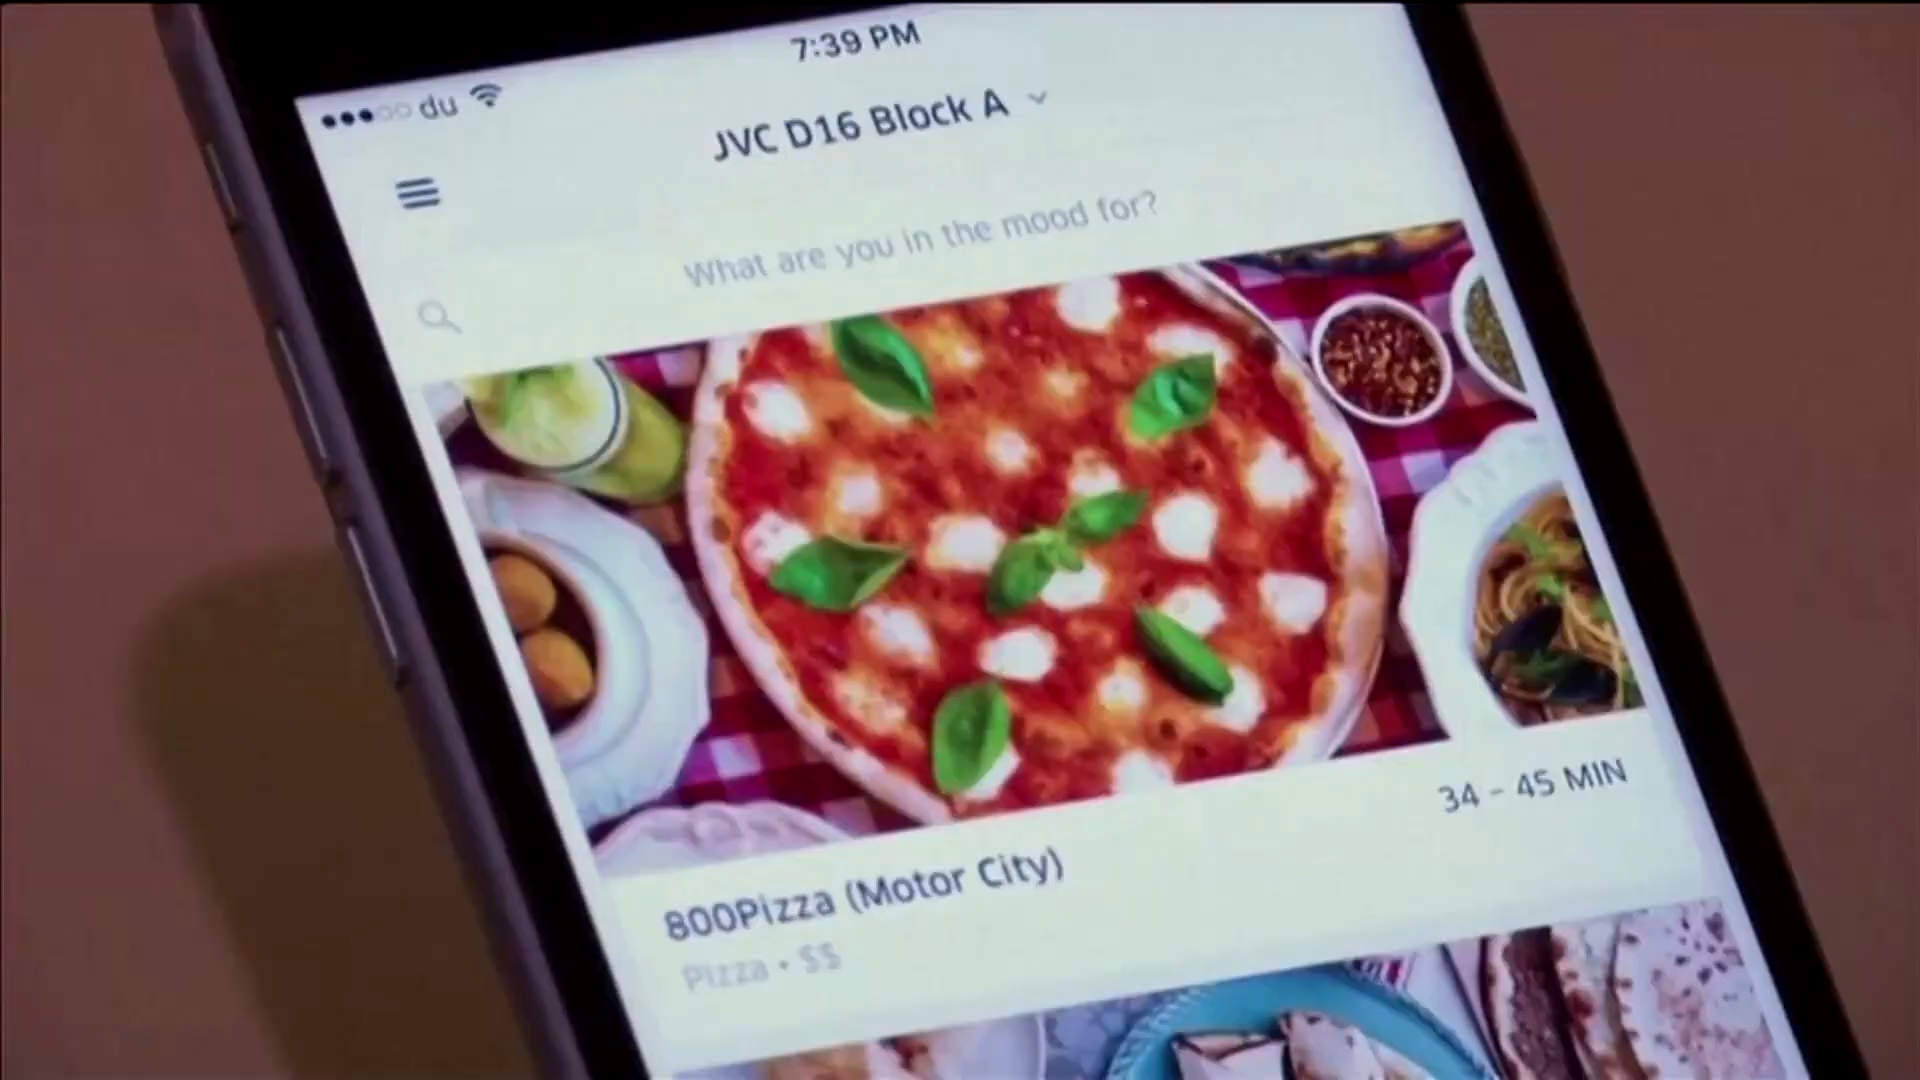 7:39 PM
du
JVC D16 Block A
What are you in the mood for?
34 - 45 MIN
800Pizza (Motor City)
Pizza • $$